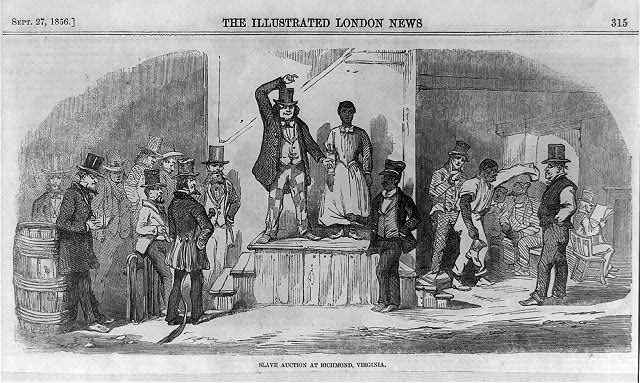 SEPT. 27, 1856.] THE ILLUSTRATED LONDON NEWS 315
SLAVE AUCTION AT RICHMOND, VIRGINIA.